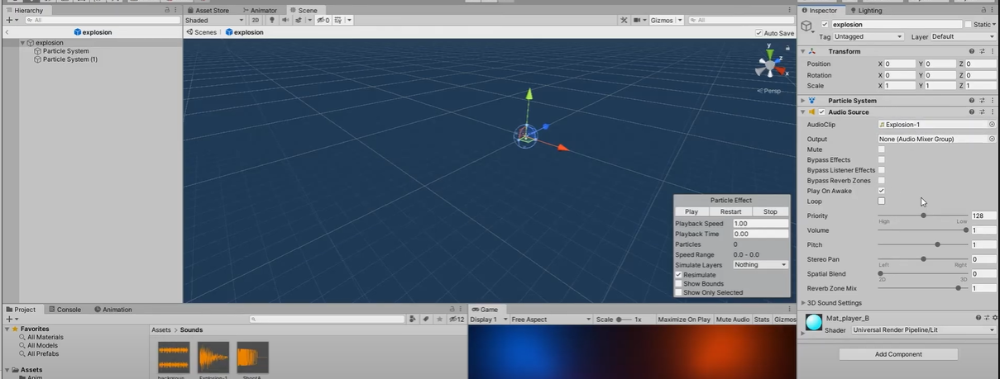 Hierarchy
All
explosion
explosion
Particle System
Particle System (1)
Asset Store Animator Scene
Shaded 2D 0 Gizmos All
Scenes explosion Auto Save
y
z
x
< Persp
Particle Effect
Play Restart Stop
Playback Speed 1.00
Playback Time 0.00
Particles 0
Speed Range 0.0 - 0.0
Simulate Layers Nothing
Resimulate
Show Bounds
Show Only Selected
Inspector Lighting
explosion Static
Tag Untagged Layer Default
Transform
Position X 0 Y 0 Z 0
Rotation X 0 Y 0 Z 0
Scale X 1 Y 1 Z 1
Particle System
Audio Source
AudioClip Explosion-1
Output None (Audio Mixer Group)
Mute
Bypass Effects
Bypass Listener Effects
Bypass Reverb Zones
Play On Awake
Loop
Priority 128
High Low
Volume 1
Pitch 1
Stereo Pan 0
Left Right
Spatial Blend 0
2D 3D
Reverb Zone Mix 1
3D Sound Settings
Mat_player_B
Shader Universal Render Pipeline/Lit
Add Component
Project Console Animation
12
Favorites
All Materials
All Models
All Prefabs
Assets
Assets > Sounds
Explosion-1
Game
Display 1 Free Aspect Scale 1x Maximize On Play Mute Audio Stats Gizmos